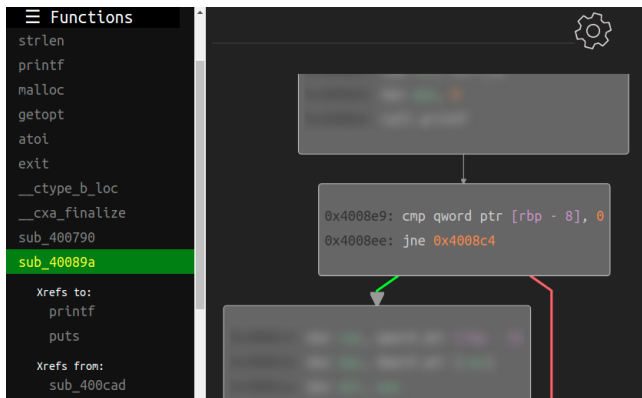 ☰ Functions
strlen
printf
malloc
getopt
atoi
exit
__ctype_b_loc
__cxa_finalize
sub_400790
sub_40089a
Xrefs to:
printf
puts
Xrefs from:
sub_400cad
0x4008e9: cmp qword ptr [rbp - 8], 0
0x4008ee: jne 0x4008c4